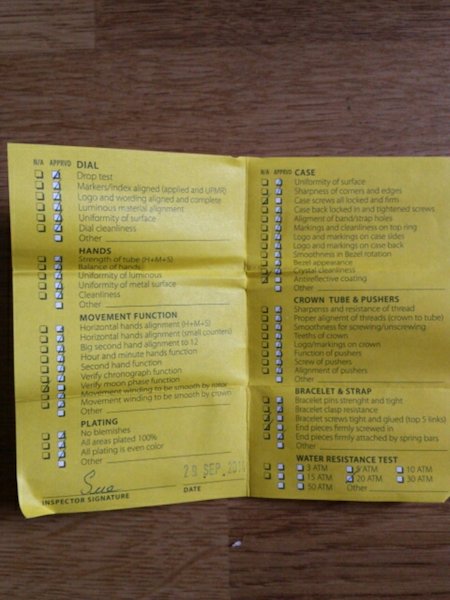 N/A APPRVD DIAL
Drop test
Markers/index aligned (applied and UPMR)
Logo and wording aligned and complete
Luminous material alignment
Uniformity of surface
Dial cleanliness
Other
HANDS
Strength of tube (H+M+S)
Balance of hands
Uniformity of luminous
Uniformity of metal surface
Cleanliness
Other
MOVEMENT FUNCTION
Horizontal hands alignment (H+M+S)
Horizontal hands alignment (small counters)
Big second hand alignment to 12
Hour and minute hands function
Second hand function
Verify chronograph function
Verify moon phase function
Movement winding to be smooth by rotor
Movement winding to be smooth by crown
Other
PLATING
No blemishes
All areas plated 100%
All plating is even color
Other
Sue
29 SEP. 2014
INSPECTOR SIGNATURE DATE
N/A APPRVD CASE
Uniformity of surface
Sharpness of corners and edges
Case screws all locked and firm
Case back locked in and tightened screws
Aligment of band/strap holes
Markings and cleanliness on top ring
Logo and markings on case sides
Logo and markings on case back
Smoothness in Bezel rotation
Bezel appearance
Crystal cleanliness
Antireflective coating
Other
CROWN TUBE & PUSHERS
Sharpenss and resistance of thread
Proper alignemt of threads (crown to tube)
Smoothness for screwing/unscrewing
Teeths of crown
Logo/markings on crown
Function of pushers
Screw of pushers
Alignment of pushers
Other
BRACELET & STRAP
Bracelet pins strenght and tight
Bracelet clasp resistance
Bracelet screws tight and glued (top 5 links)
End pieces firmly screwed in
End pieces firmly attached by spring bars
Other
WATER RESISTANCE TEST
3 ATM 5 ATM 10 ATM
15 ATM 20 ATM 30 ATM
50 ATM Other